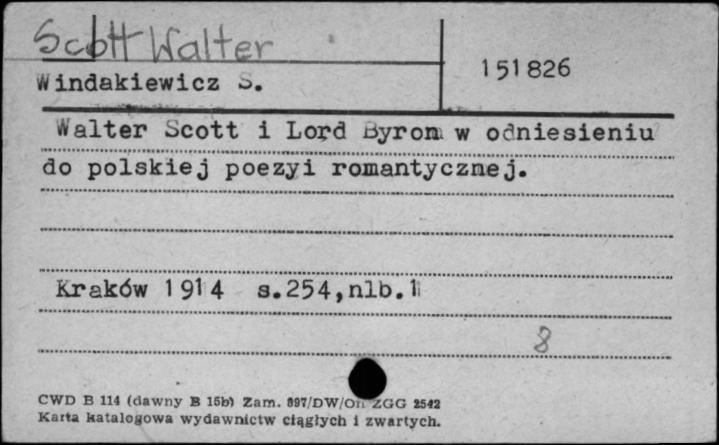 Scott Walter
151826
Windakiewicz S.
Walter Scott i Lord Byron w odniesieniu
do polskiej poezyi romantycznej.
Kraków 1914 s.254,nlb.1
8
CWD B 114 (dawny B 15b) Zam. 897/DW/On ZGG 2542
Karta katalogowa wydawnictw ciągłych i zwartych.